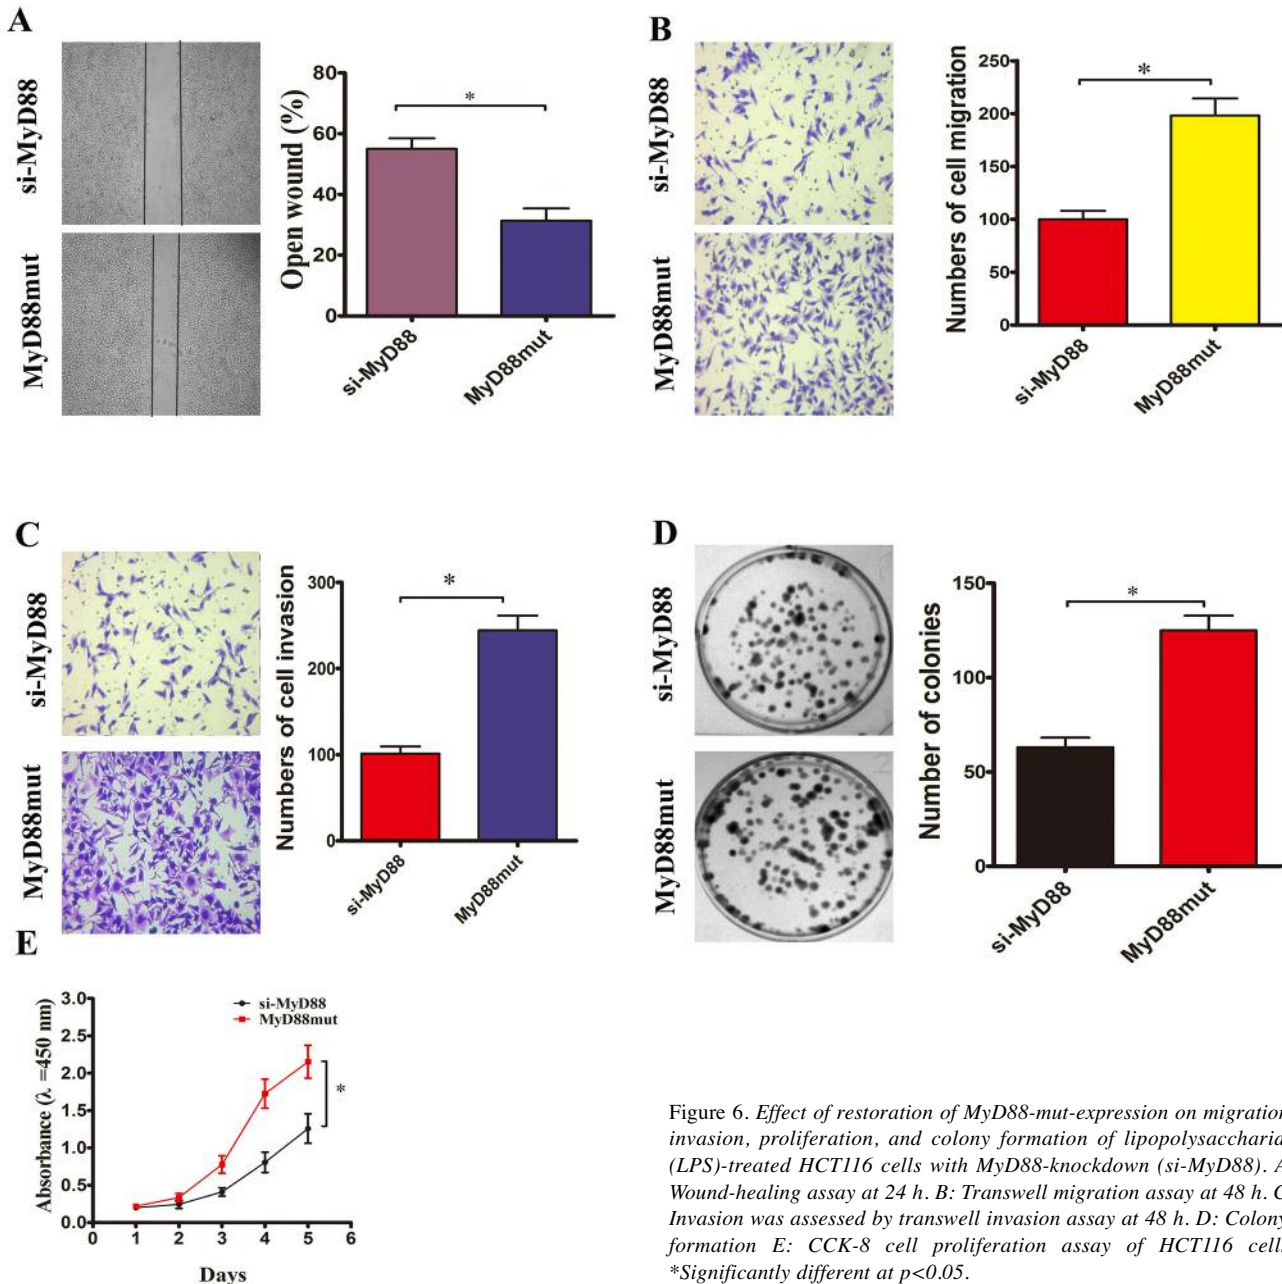 A
si-MyD88
MyD88mut
Open wound (%)
80
60
40
20
0
*
si-MyD88
MyD88mut
B
si-MyD88
MyD88mut
Numbers of cell migration
250
200
150
100
50
0
*
si-MyD88
MyD88mut
C
si-MyD88
MyD88mut
Numbers of cell invasion
300
200
100
0
*
si-MyD88
MyD88mut
D
si-MyD88
MyD88mut
Number of colonies
150
100
50
0
*
si-MyD88
MyD88mut
E
Absorbance (λ =450 nm)
3.0
2.5
2.0
1.5
1.0
0.5
0.0
si-MyD88
MyD88mut
*
0 1 2 3 4 5 6
Days
Figure 6. Effect of restoration of MyD88-mut-expression on migration
invasion, proliferation, and colony formation of lipopolysaccharid
(LPS)-treated HCT116 cells with MyD88-knockdown (si-MyD88). A
Wound-healing assay at 24 h. B: Transwell migration assay at 48 h. C
Invasion was assessed by transwell invasion assay at 48 h. D: Colony
formation E: CCK-8 cell proliferation assay of HCT116 cell
*Significantly different at p<0.05.